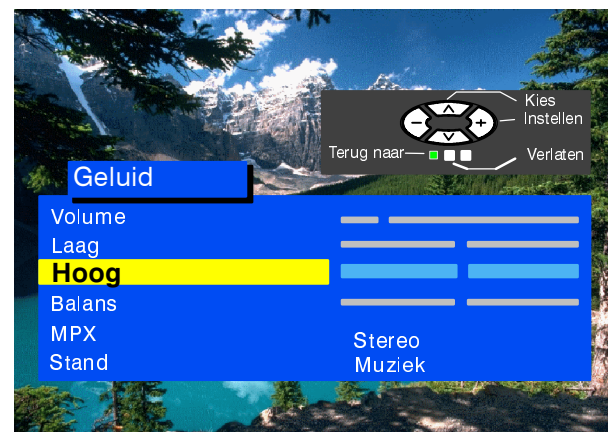 Kies
Instellen
Terug naar
Verlaten
Geluid
Volume
Laag
Hoog
Balans
MPX
Stereo
Stand
Muziek